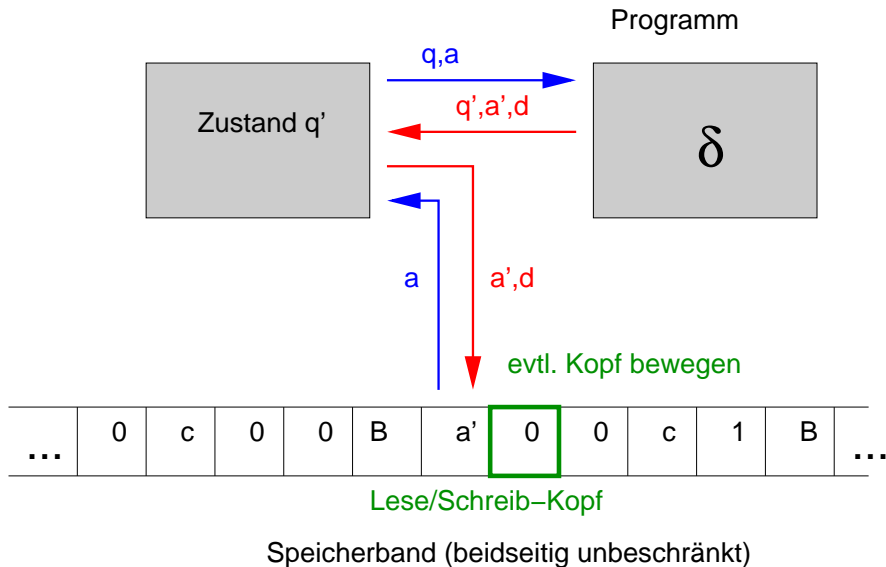 Programm
q,a
q’,a’,d
Zustand q’
δ
a
a’,d
evtl. Kopf bewegen
... 0 c 0 0 B a’ 0 0 c 1 B ...
Lese/Schreib−Kopf
Speicherband (beidseitig unbeschränkt)